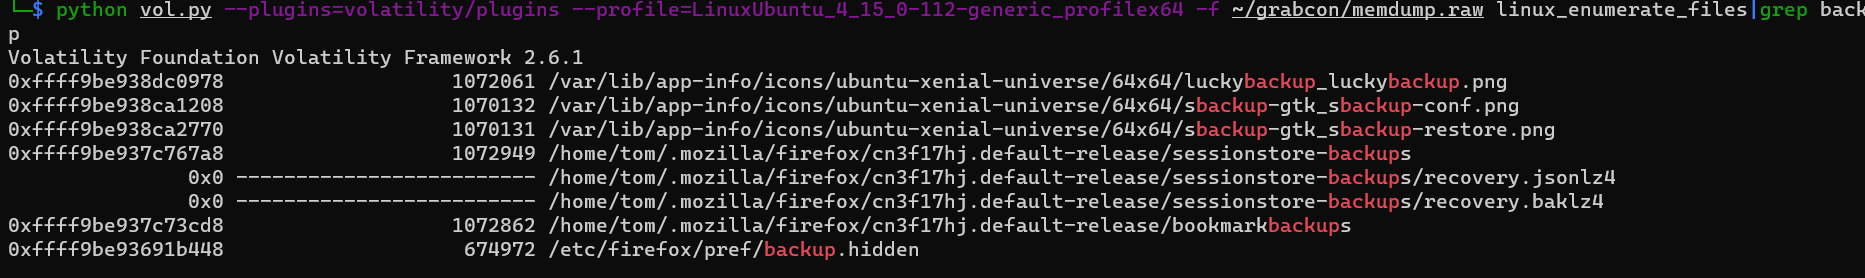 └─$ python vol.py --plugins=volatility/plugins --profile=LinuxUbuntu_4_15_0-112-generic_profilex64 -f ~/grabcon/memdump.raw linux_enumerate_files|grep back
p
Volatility Foundation Volatility Framework 2.6.1
0xffff9be938dc0978                   1072061 /var/lib/app-info/icons/ubuntu-xenial-universe/64x64/luckybackup_luckybackup.png
0xffff9be938ca1208                   1070132 /var/lib/app-info/icons/ubuntu-xenial-universe/64x64/sbackup-gtk_sbackup-conf.png
0xffff9be938ca2770                   1070131 /var/lib/app-info/icons/ubuntu-xenial-universe/64x64/sbackup-gtk_sbackup-restore.png
0xffff9be937c767a8                   1072949 /home/tom/.mozilla/firefox/cn3f17hj.default-release/sessionstore-backups
               0x0 ------------------------- /home/tom/.mozilla/firefox/cn3f17hj.default-release/sessionstore-backups/recovery.jsonlz4
               0x0 ------------------------- /home/tom/.mozilla/firefox/cn3f17hj.default-release/sessionstore-backups/recovery.baklz4
0xffff9be937c73cd8                   1072862 /home/tom/.mozilla/firefox/cn3f17hj.default-release/bookmarkbackups
0xffff9be93691b448                    674972 /etc/firefox/pref/backup.hidden